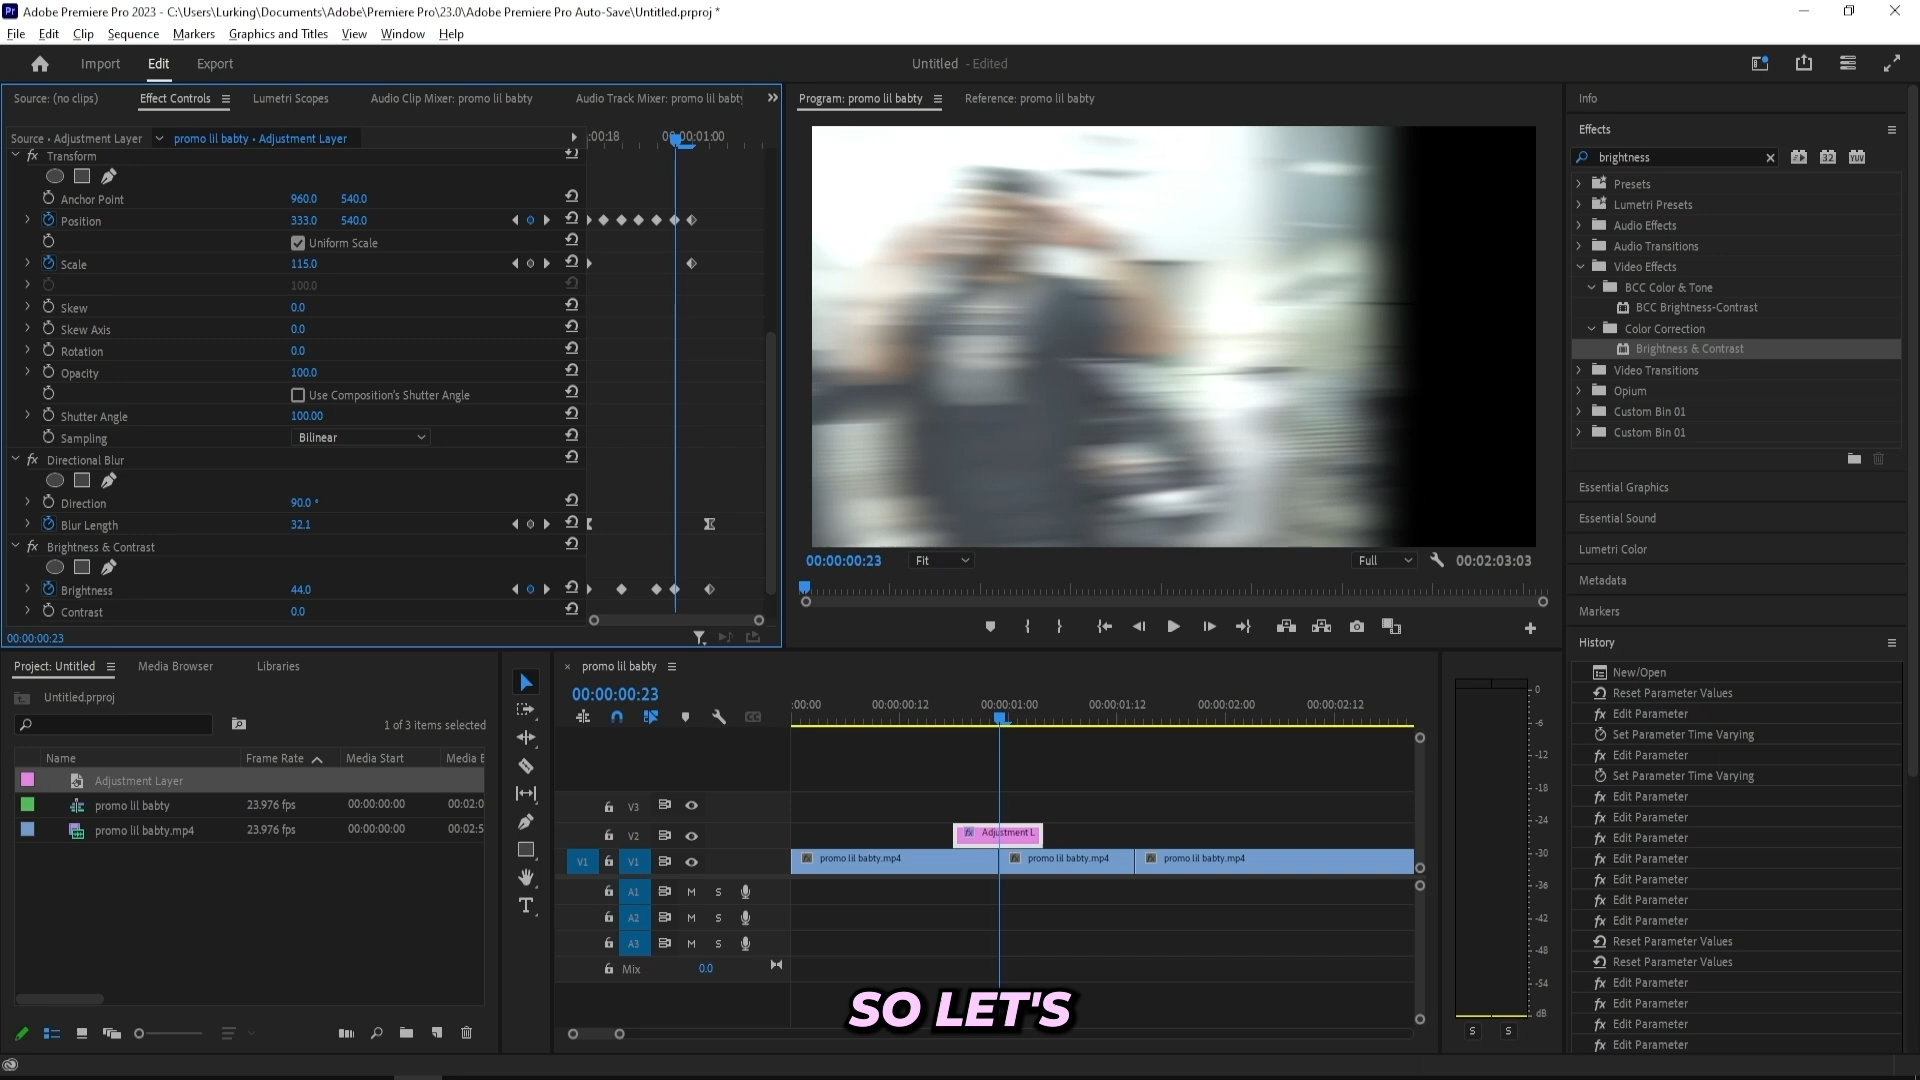 Adobe Premiere Pro 2023 - C:\Users\Lurking\Documents\Adobe\Premiere Pro\23.0\Adobe Premiere Pro Auto-Save\Untitled.prproj *
File Edit Clip Sequence Markers Graphics and Titles View Window Help
Import Edit Export
Untitled - Edited
Source: (no clips) Effect Controls Lumetri Scopes Audio Clip Mixer: promo lil babty Audio Track Mixer: promo lil babty
Source • Adjustment Layer promo lil babty • Adjustment Layer
:00:18 00:00:01:00
fx Transform
Anchor Point 960.0 540.0
Position 333.0 540.0
Uniform Scale
Scale 115.0
100.0
Skew 0.0
Skew Axis 0.0
Rotation 0.0
Opacity 100.0
Use Composition's Shutter Angle
Shutter Angle 100.00
Sampling Bilinear
fx Directional Blur
Direction 90.0 °
Blur Length 32.1
fx Brightness & Contrast
Brightness 44.0
Contrast 0.0
00:00:00:23
Program: promo lil babty Reference: promo lil babty
00:00:00:23 Fit Full 00:02:03:03
Info
Effects
brightness
32 YUV
Presets
Lumetri Presets
Audio Effects
Audio Transitions
Video Effects
BCC Color & Tone
BCC Brightness-Contrast
Color Correction
Brightness & Contrast
Video Transitions
Opium
Custom Bin 01
Custom Bin 01
Essential Graphics
Essential Sound
Lumetri Color
Metadata
Markers
History
New/Open
Reset Parameter Values
fx Edit Parameter
Set Parameter Time Varying
fx Edit Parameter
Set Parameter Time Varying
fx Edit Parameter
fx Edit Parameter
fx Edit Parameter
fx Edit Parameter
fx Edit Parameter
fx Edit Parameter
fx Edit Parameter
Reset Parameter Values
Reset Parameter Values
fx Edit Parameter
fx Edit Parameter
fx Edit Parameter
fx Edit Parameter
Project: Untitled Media Browser Libraries
Untitled.prproj
1 of 3 items selected
Name Frame Rate Media Start Media E
Adjustment Layer
promo lil babty 23.976 fps 00:00:00:00 00:02:0
promo lil babty.mp4 23.976 fps 00:00:00:00 00:02:5
promo lil babty
00:00:00:23
:00:00 00:00:00:12 00:00:01:00 00:00:01:12 00:00:02:00 00:00:02:12
V3
V2 fx Adjustment L
V1 V1 fx promo lil babty.mp4 fx promo lil babty.mp4 fx promo lil babty.mp4
A1 M S
A2 M S
A3 M S
Mix 0.0
0
-6
-12
-18
-24
-30
-36
-42
-48
-54
dB
S S
SO LET'S